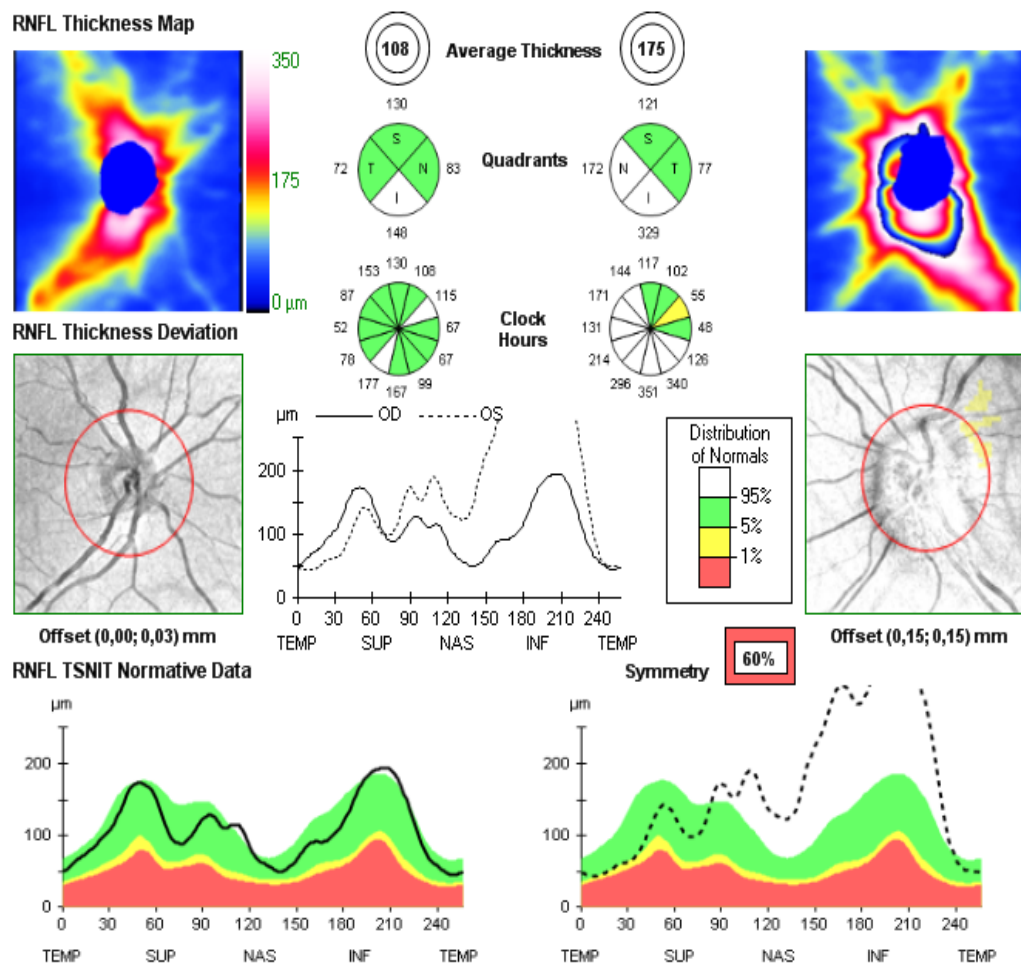 RNFL Thickness Map
350
175
0 µm
108
Average Thickness
175
130
S
72 T N 83
I
148
Quadrants
121
S
172 N T 77
I
329
130
153 108
87 115
52 67
78 67
177 99
167
Clock
Hours
117
144 102
171 55
131 48
214 126
296 340
351
RNFL Thickness Deviation
µm
OD OS
200
100
0
0 30 60 90 120 150 180 210 240
TEMP SUP NAS INF TEMP
Distribution
of Normals
95%
5%
1%
Offset (0,00; 0,03) mm
Offset (0,15; 0,15) mm
RNFL TSNIT Normative Data
Symmetry
60%
µm
200
100
0
0 30 60 90 120 150 180 210 240
TEMP SUP NAS INF TEMP
µm
200
100
0
0 30 60 90 120 150 180 210 240
TEMP SUP NAS INF TEMP